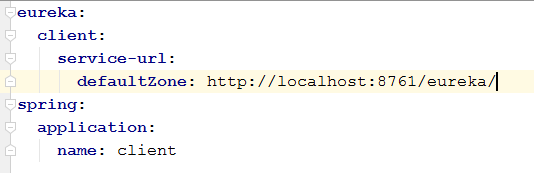 eureka:
  client:
    service-url:
      defaultZone: http://localhost:8761/eureka/
spring:
  application:
    name: client